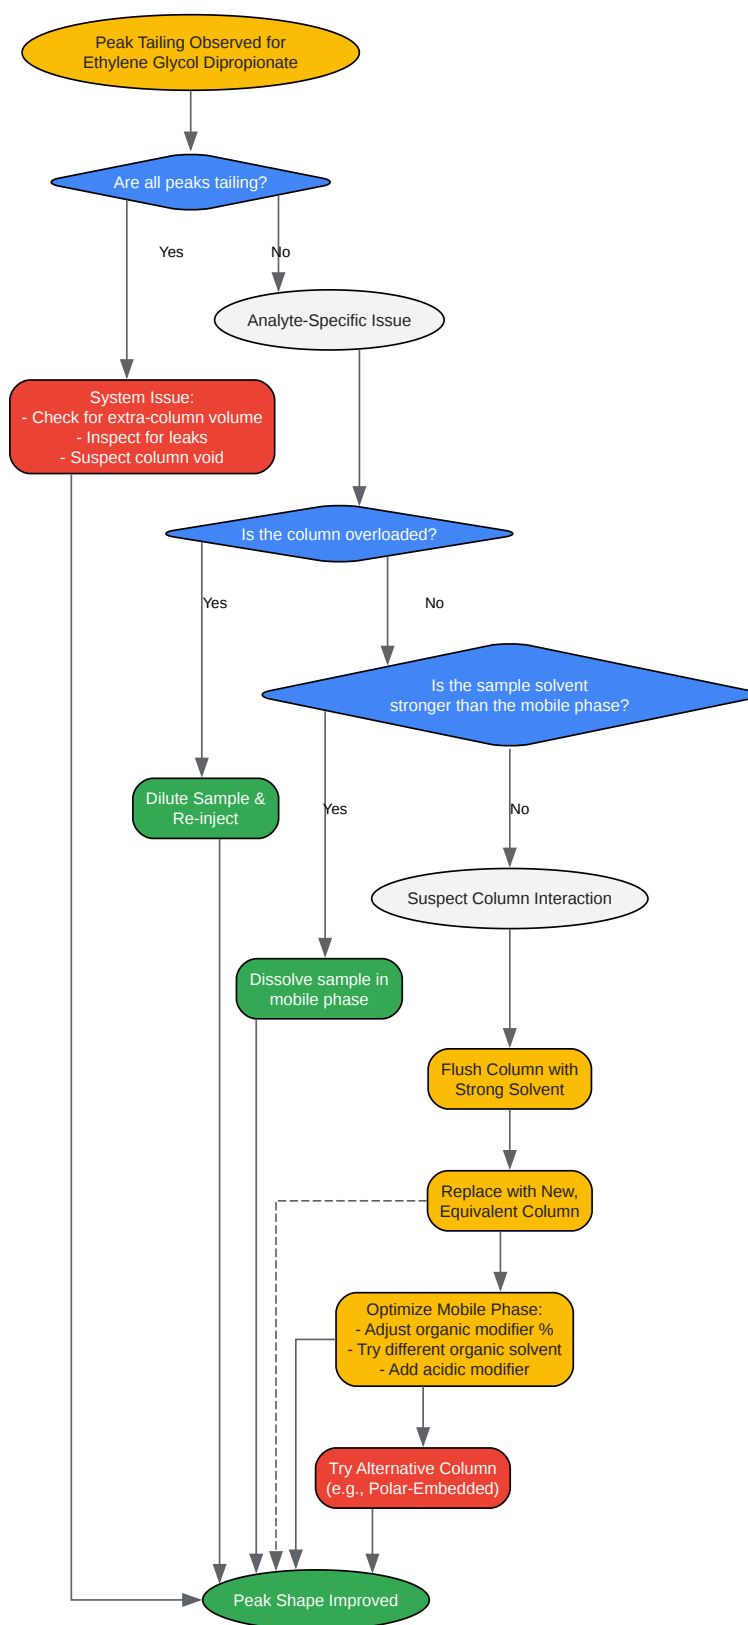 Peak Tailing Observed for
Ethylene Glycol Dipropionate
Are all peaks tailing?
Yes
No
Analyte-Specific Issue
System Issue:
- Check for extra-column volume
- Inspect for leaks
- Suspect column void
Is the column overloaded?
Yes
No
Is the sample solvent
stronger than the mobile phase?
Dilute Sample &
Re-inject
Yes
No
Suspect Column Interaction
Dissolve sample in
mobile phase
Flush Column with
Strong Solvent
Replace with New,
Equivalent Column
Optimize Mobile Phase:
- Adjust organic modifier %
- Try different organic solvent
- Add acidic modifier
Try Alternative Column
(e.g., Polar-Embedded)
Peak Shape Improved